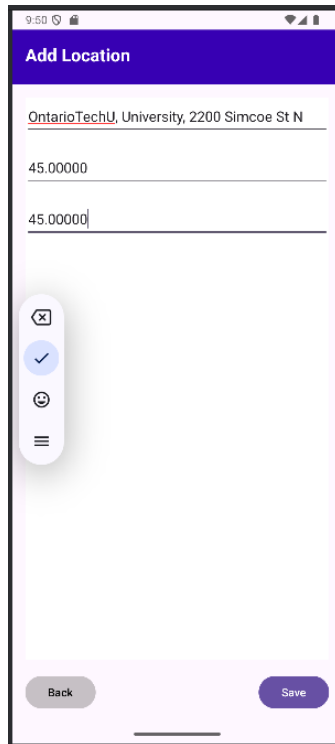 9:50
Add Location
OntarioTechU, University, 2200 Simcoe St N
45.00000
45.00000
Back
Save